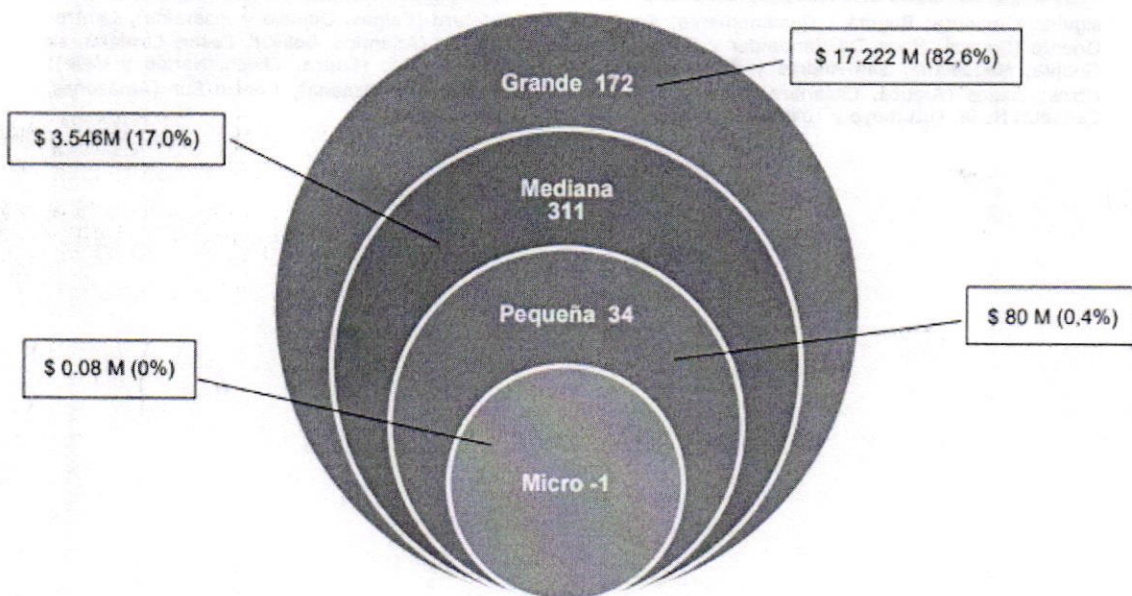 $ 17.222 M (82,6%)
Grande 172
$ 3.546M (17,0%)
Mediana
311
Pequeña 34
$ 80 M (0,4%)
$ 0.08 M (0%)
Micro -1